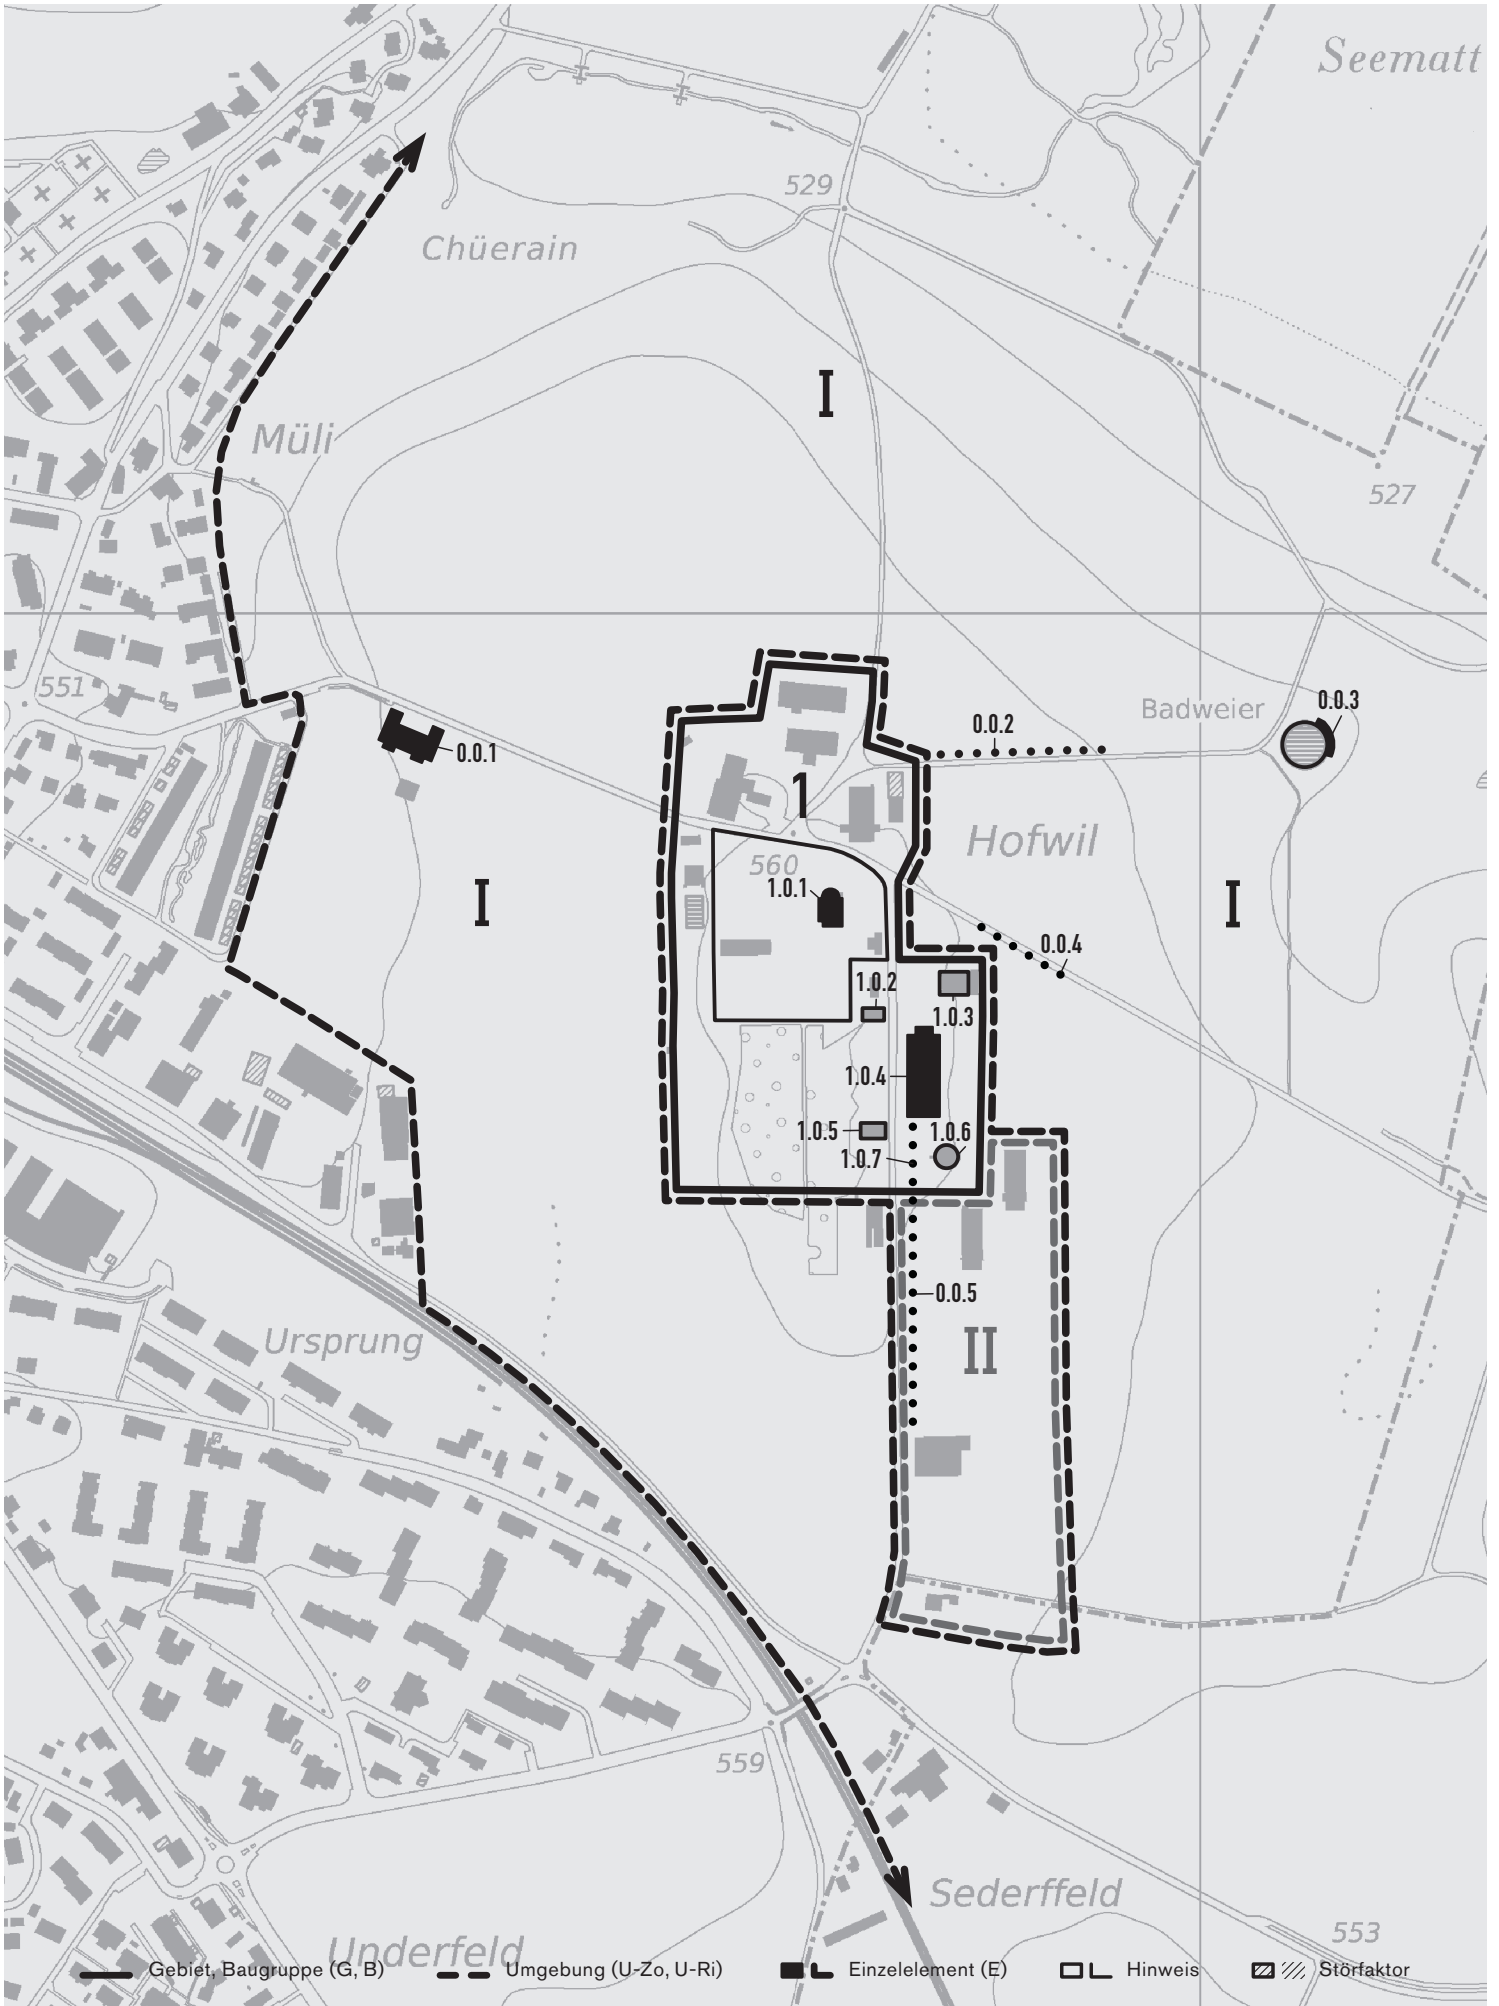 Seematt
529
Chüerain
I
Müli
527
551
Badweier
0.0.3
0.0.2
0.0.1
1
Hofwil
560
1.0.1
I
I
0.0.4
1.0.2
1.0.3
1.0.4
1.0.5
1.0.6
1.0.7
0.0.5
Ursprung
II
559
Sederffeld
553
Underfeld
Gebiet, Baugruppe (G, B) Umgebung (U-Zo, U-Ri) Einzelelement (E) Hinweis Störfaktor